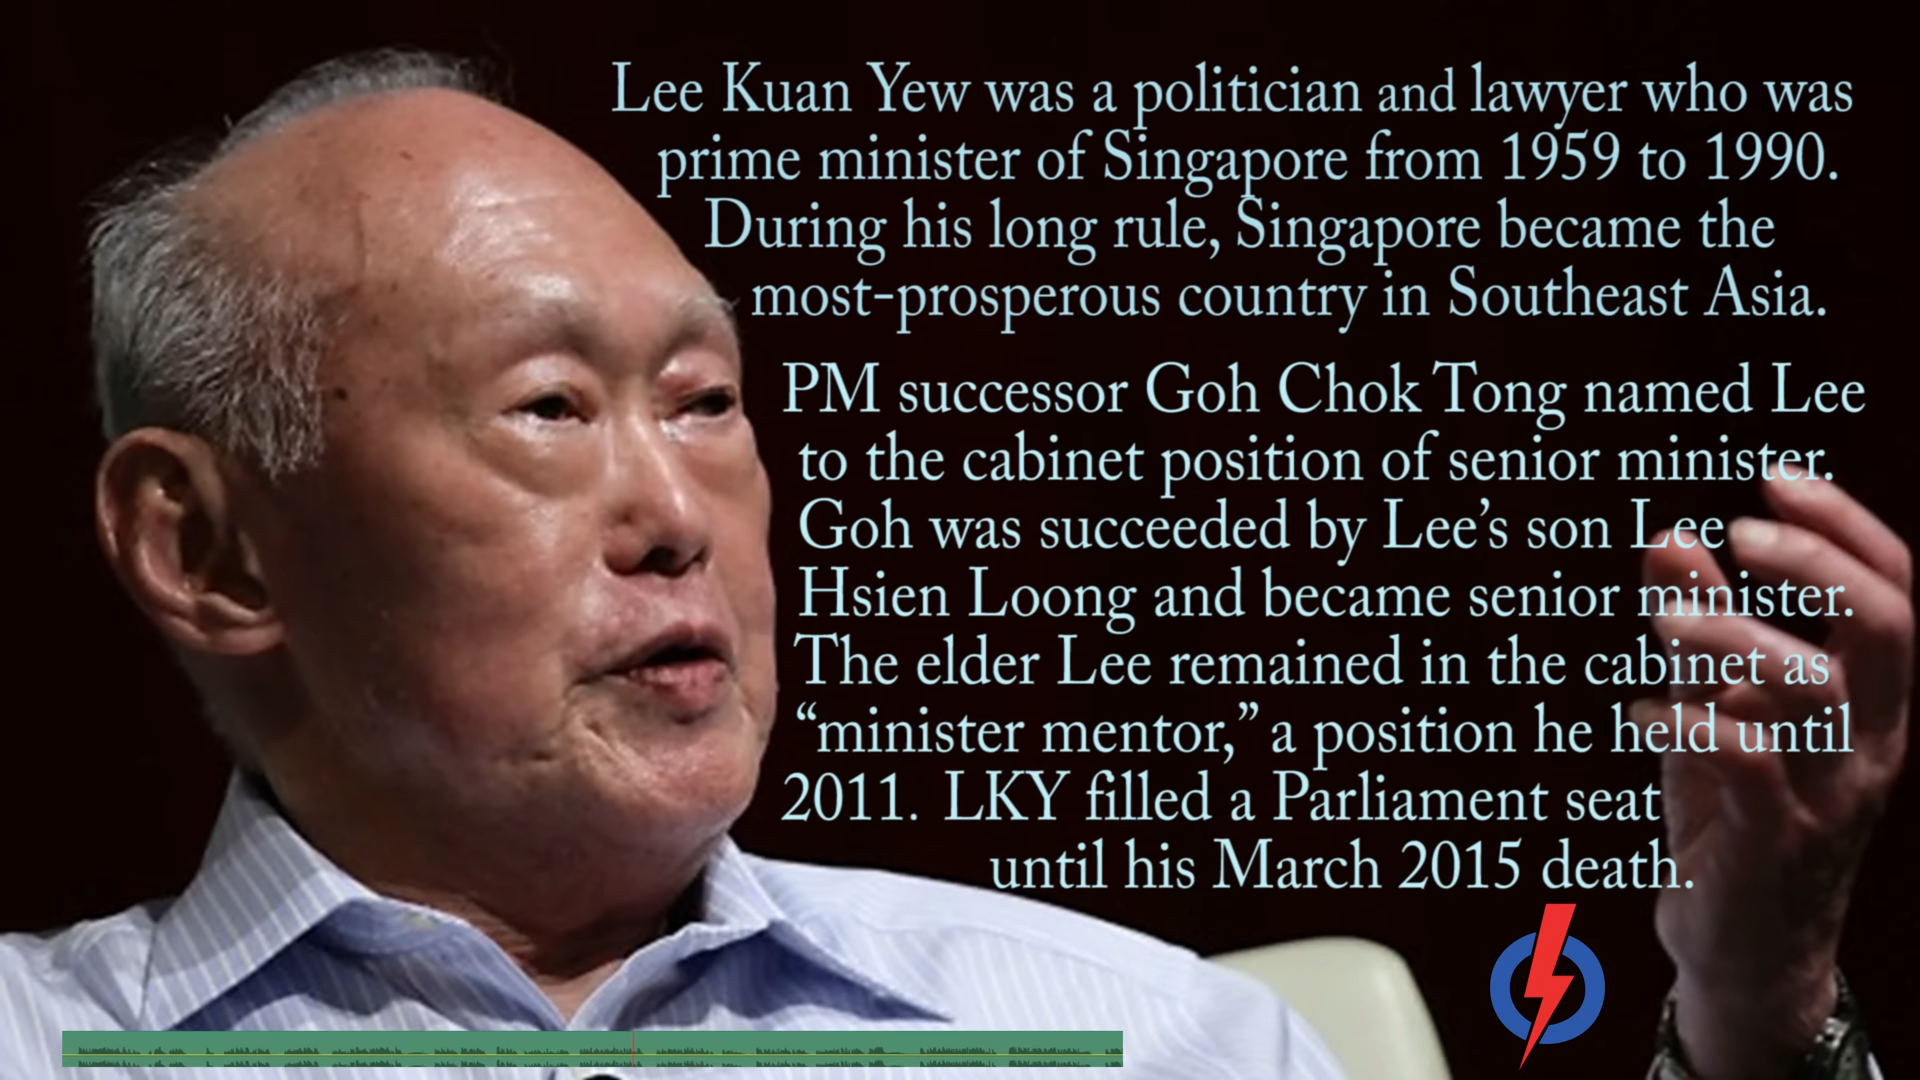 Lee Kuan Yew was a politician and lawyer who was
prime minister of Singapore from 1959 to 1990.
During his long rule, Singapore became the
most-prosperous country in Southeast Asia.
PM successor Goh Chok Tong named Lee
to the cabinet position of senior minister.
Goh was succeeded by Lee’s son Lee
Hsien Loong and became senior minister.
The elder Lee remained in the cabinet as
“minister mentor,” a position he held until
2011. LKY filled a Parliament seat
until his March 2015 death.